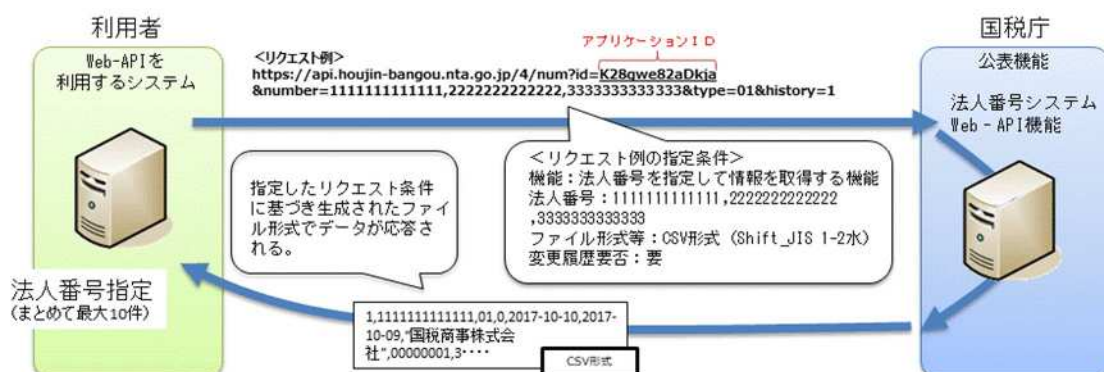 利用者
Web-APIを
利用するシステム
法人番号指定
(まとめて最大10件)
アプリケーションＩＤ
＜リクエスト例＞
https://api.houjin-bangou.nta.go.jp/4/num?id=K28gwe82aDkja
&number=1111111111111,2222222222222,3333333333333&type=01&history=1
指定したリクエスト条件
に基づき生成されたファイ
ル形式でデータが応答さ
れる。
＜リクエスト例の指定条件＞
機能：法人番号を指定して情報を取得する機能
法人番号：1111111111111,2222222222222
,3333333333333
ファイル形式等：CSV形式（Shift_JIS 1-2水）
変更履歴要否：要
1,1111111111111,01,0,2017-10-10,2017-
10-09,"国税商事株式会
社",00000001,3････
CSV形式
国税庁
公表機能
法人番号システム
Web‐API機能